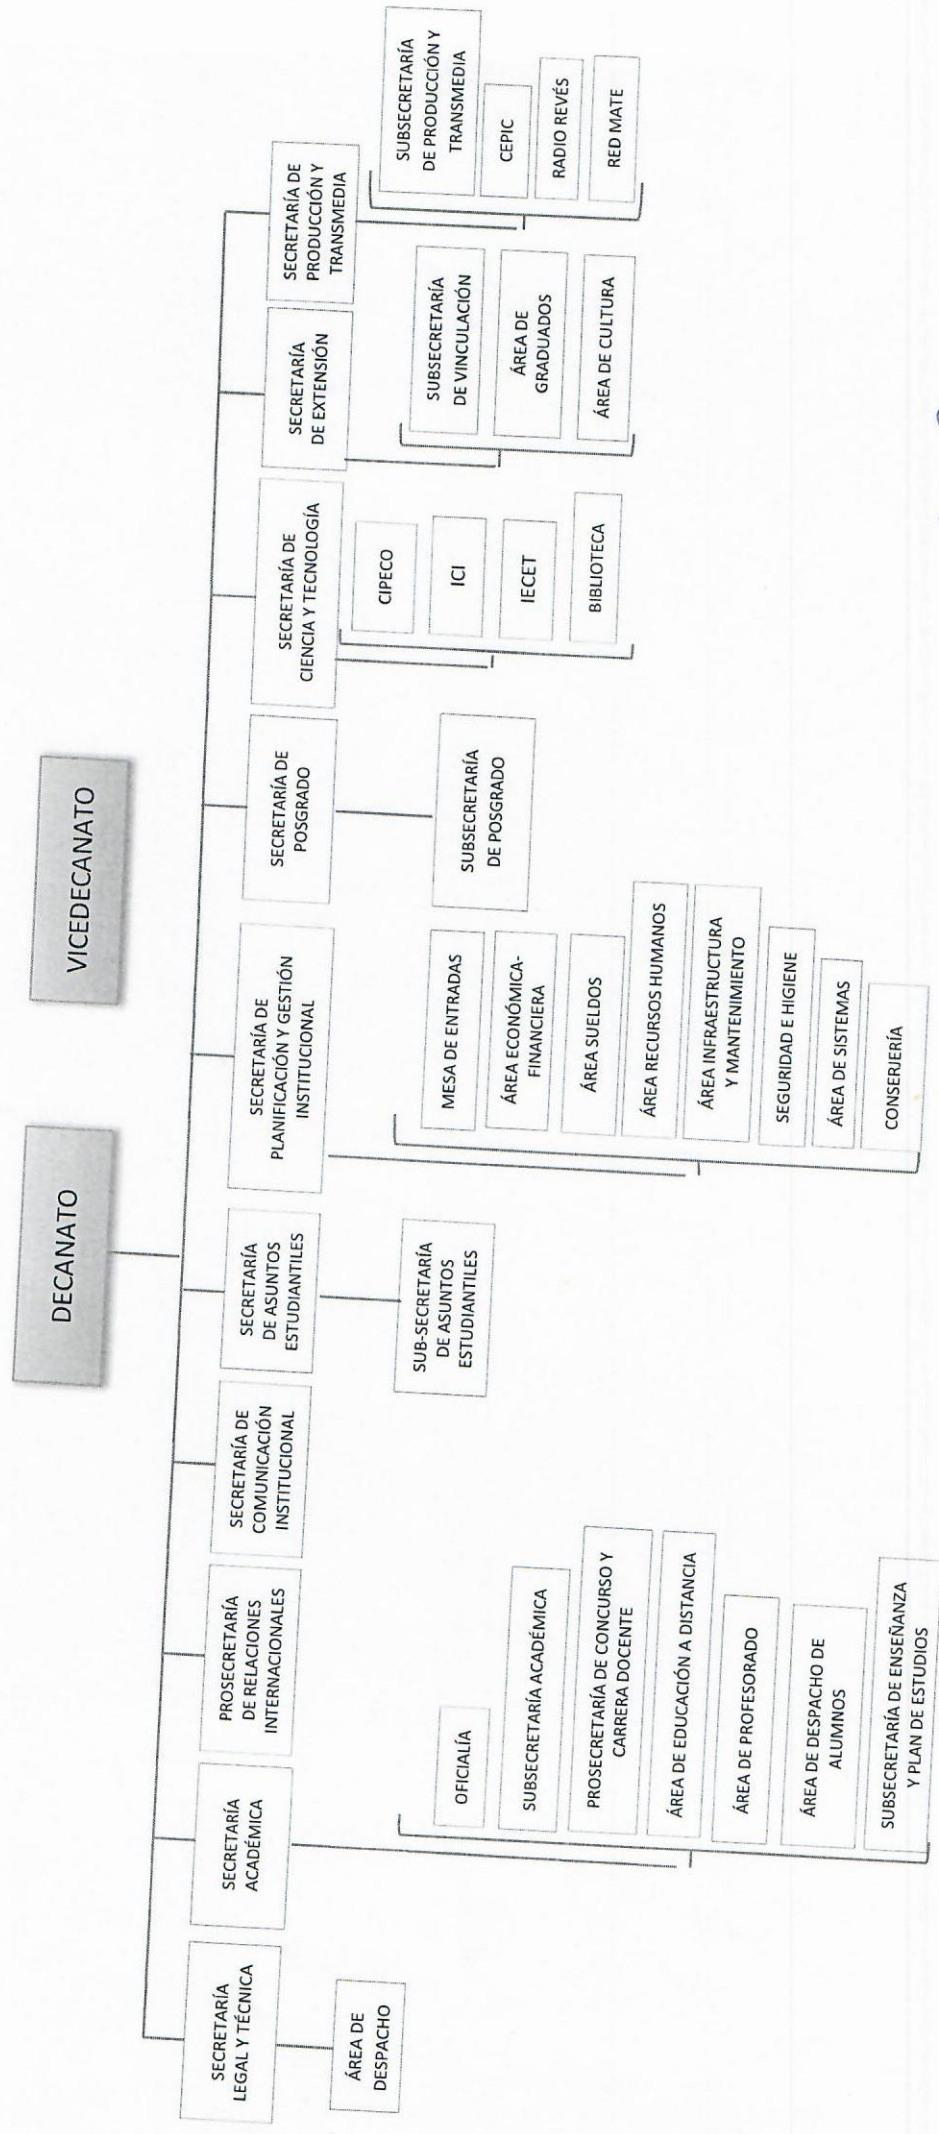 DECANATO
VICEDECANATO
SECRETARÍA
LEGAL Y TÉCNICA
ÁREA DE
DESPACHO
SECRETARÍA
ACADÉMICA
OFICIALÍA
SUBSECRETARÍA ACADÉMICA
PROSECRETARÍA DE CONCURSO Y
CARRERA DOCENTE
ÁREA DE EDUCACIÓN A DISTANCIA
ÁREA DE PROFESORADO
ÁREA DE DESPACHO DE
ALUMNOS
SUBSECRETARÍA DE ENSEÑANZA
Y PLAN DE ESTUDIOS
PROSECRETARÍA
DE RELACIONES
INTERNACIONALES
SECRETARÍA DE
COMUNICACIÓN
INSTITUCIONAL
SECRETARÍA
DE ASUNTOS
ESTUDIANTILES
SUB-SECRETARÍA
DE ASUNTOS
ESTUDIANTILES
SECRETARÍA DE
PLANIFICACIÓN Y GESTIÓN
INSTITUCIONAL
MESA DE ENTRADAS
ÁREA ECONÓMICA-
FINANCIERA
ÁREA SUELDOS
ÁREA RECURSOS HUMANOS
ÁREA INFRAESTRUCTURA
Y MANTENIMIENTO
SEGURIDAD E HIGIENE
ÁREA DE SISTEMAS
CONSERJERÍA
SECRETARÍA DE
POSGRADO
SUBSECRETARÍA
DE POSGRADO
SECRETARÍA DE
CIENCIA Y TECNOLOGÍA
CIPECO
ICI
IECET
BIBLIOTECA
SECRETARÍA
DE EXTENSIÓN
SUBSECRETARÍA
DE VINCULACIÓN
ÁREA DE
GRADUADOS
ÁREA DE CULTURA
SECRETARÍA DE
PRODUCCIÓN Y
TRANSMEDIA
SUBSECRETARÍA
DE PRODUCCIÓN Y
TRANSMEDIA
CEPIC
RADIO REVÉS
RED MATE